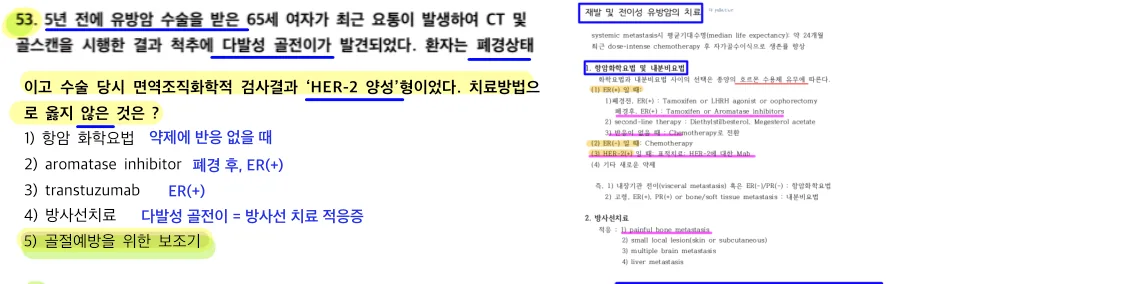 53. 5년 전에 유방암 수술을 받은 65세 여자가 최근 요통이 발생하여 CT 및
골스캔을 시행한 결과 척추에 다발성 골전이가 발견되었다. 환자는 폐경상태
이고 수술 당시 면역조직화학적 검사결과 ‘HER-2 양성’형이었다. 치료방법으
로 옳지 않은 것은 ?
1) 항암 화학요법 약제에 반응 없을 때
2) aromatase inhibitor 폐경 후, ER(+)
3) transtuzumab ER(+)
4) 방사선치료 다발성 골전이 = 방사선 치료 적응증
5) 골절예방을 위한 보조기
재발 및 전이성 유방암의 치료
systemic metastasis시 평균기대수명(median life expectancy): 약 24개월
최근 dose-intense chemotherapy 후 자가골수이식으로 생존율 향상
1. 항암화학요법 및 내분비요법
화학요법과 내분비요법 사이의 선택은 종양의 호르몬 수용체 유무에 따른다.
(1) ER(+) 일 때:
1)폐경전, ER(+) : Tamoxifen or LHRH agonist or oophorectomy
폐경후, ER(+) : Tamoxifen or Aromatase inhibitors
2) second-line therapy : Diethylstilbesterol, Megesterol acetate
3) 반응이 없을 때 : Chemotherapy로 전환
(2) ER(-) 일 때: Chemotherapy
(3) HER-2(+) 일 때: 표적치료: HER-2에 대한 Mab
(4) 기타 새로운 약제
즉, 1) 내장기관 전이(visceral metastasis) 혹은 ER(-)/PR(-) : 항암화학요법
2) 고령, ER(+), PR(+) or bone/soft tissue metastasis : 내분비요법
2. 방사선치료
적응 : 1) painful bone metastasis
2) small local lesion(skin or subcutaneous)
3) multiple brain metastasis
4) liver metastasis